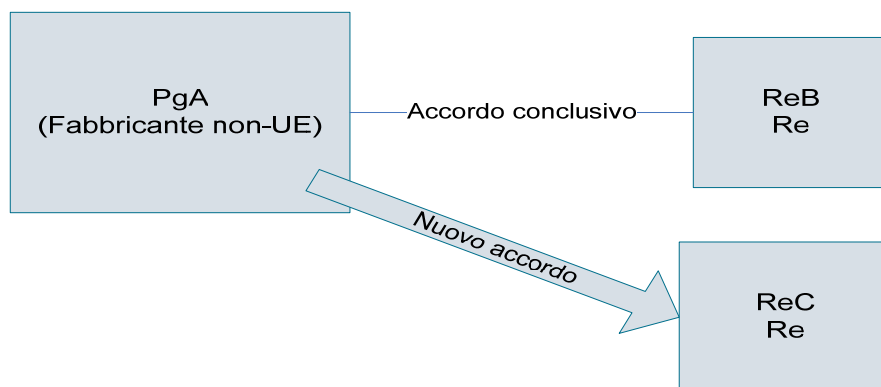 PgA
(Fabbricante non-UE)
Accordo conclusivo
ReB
Re
Nuovo accordo
ReC
Re